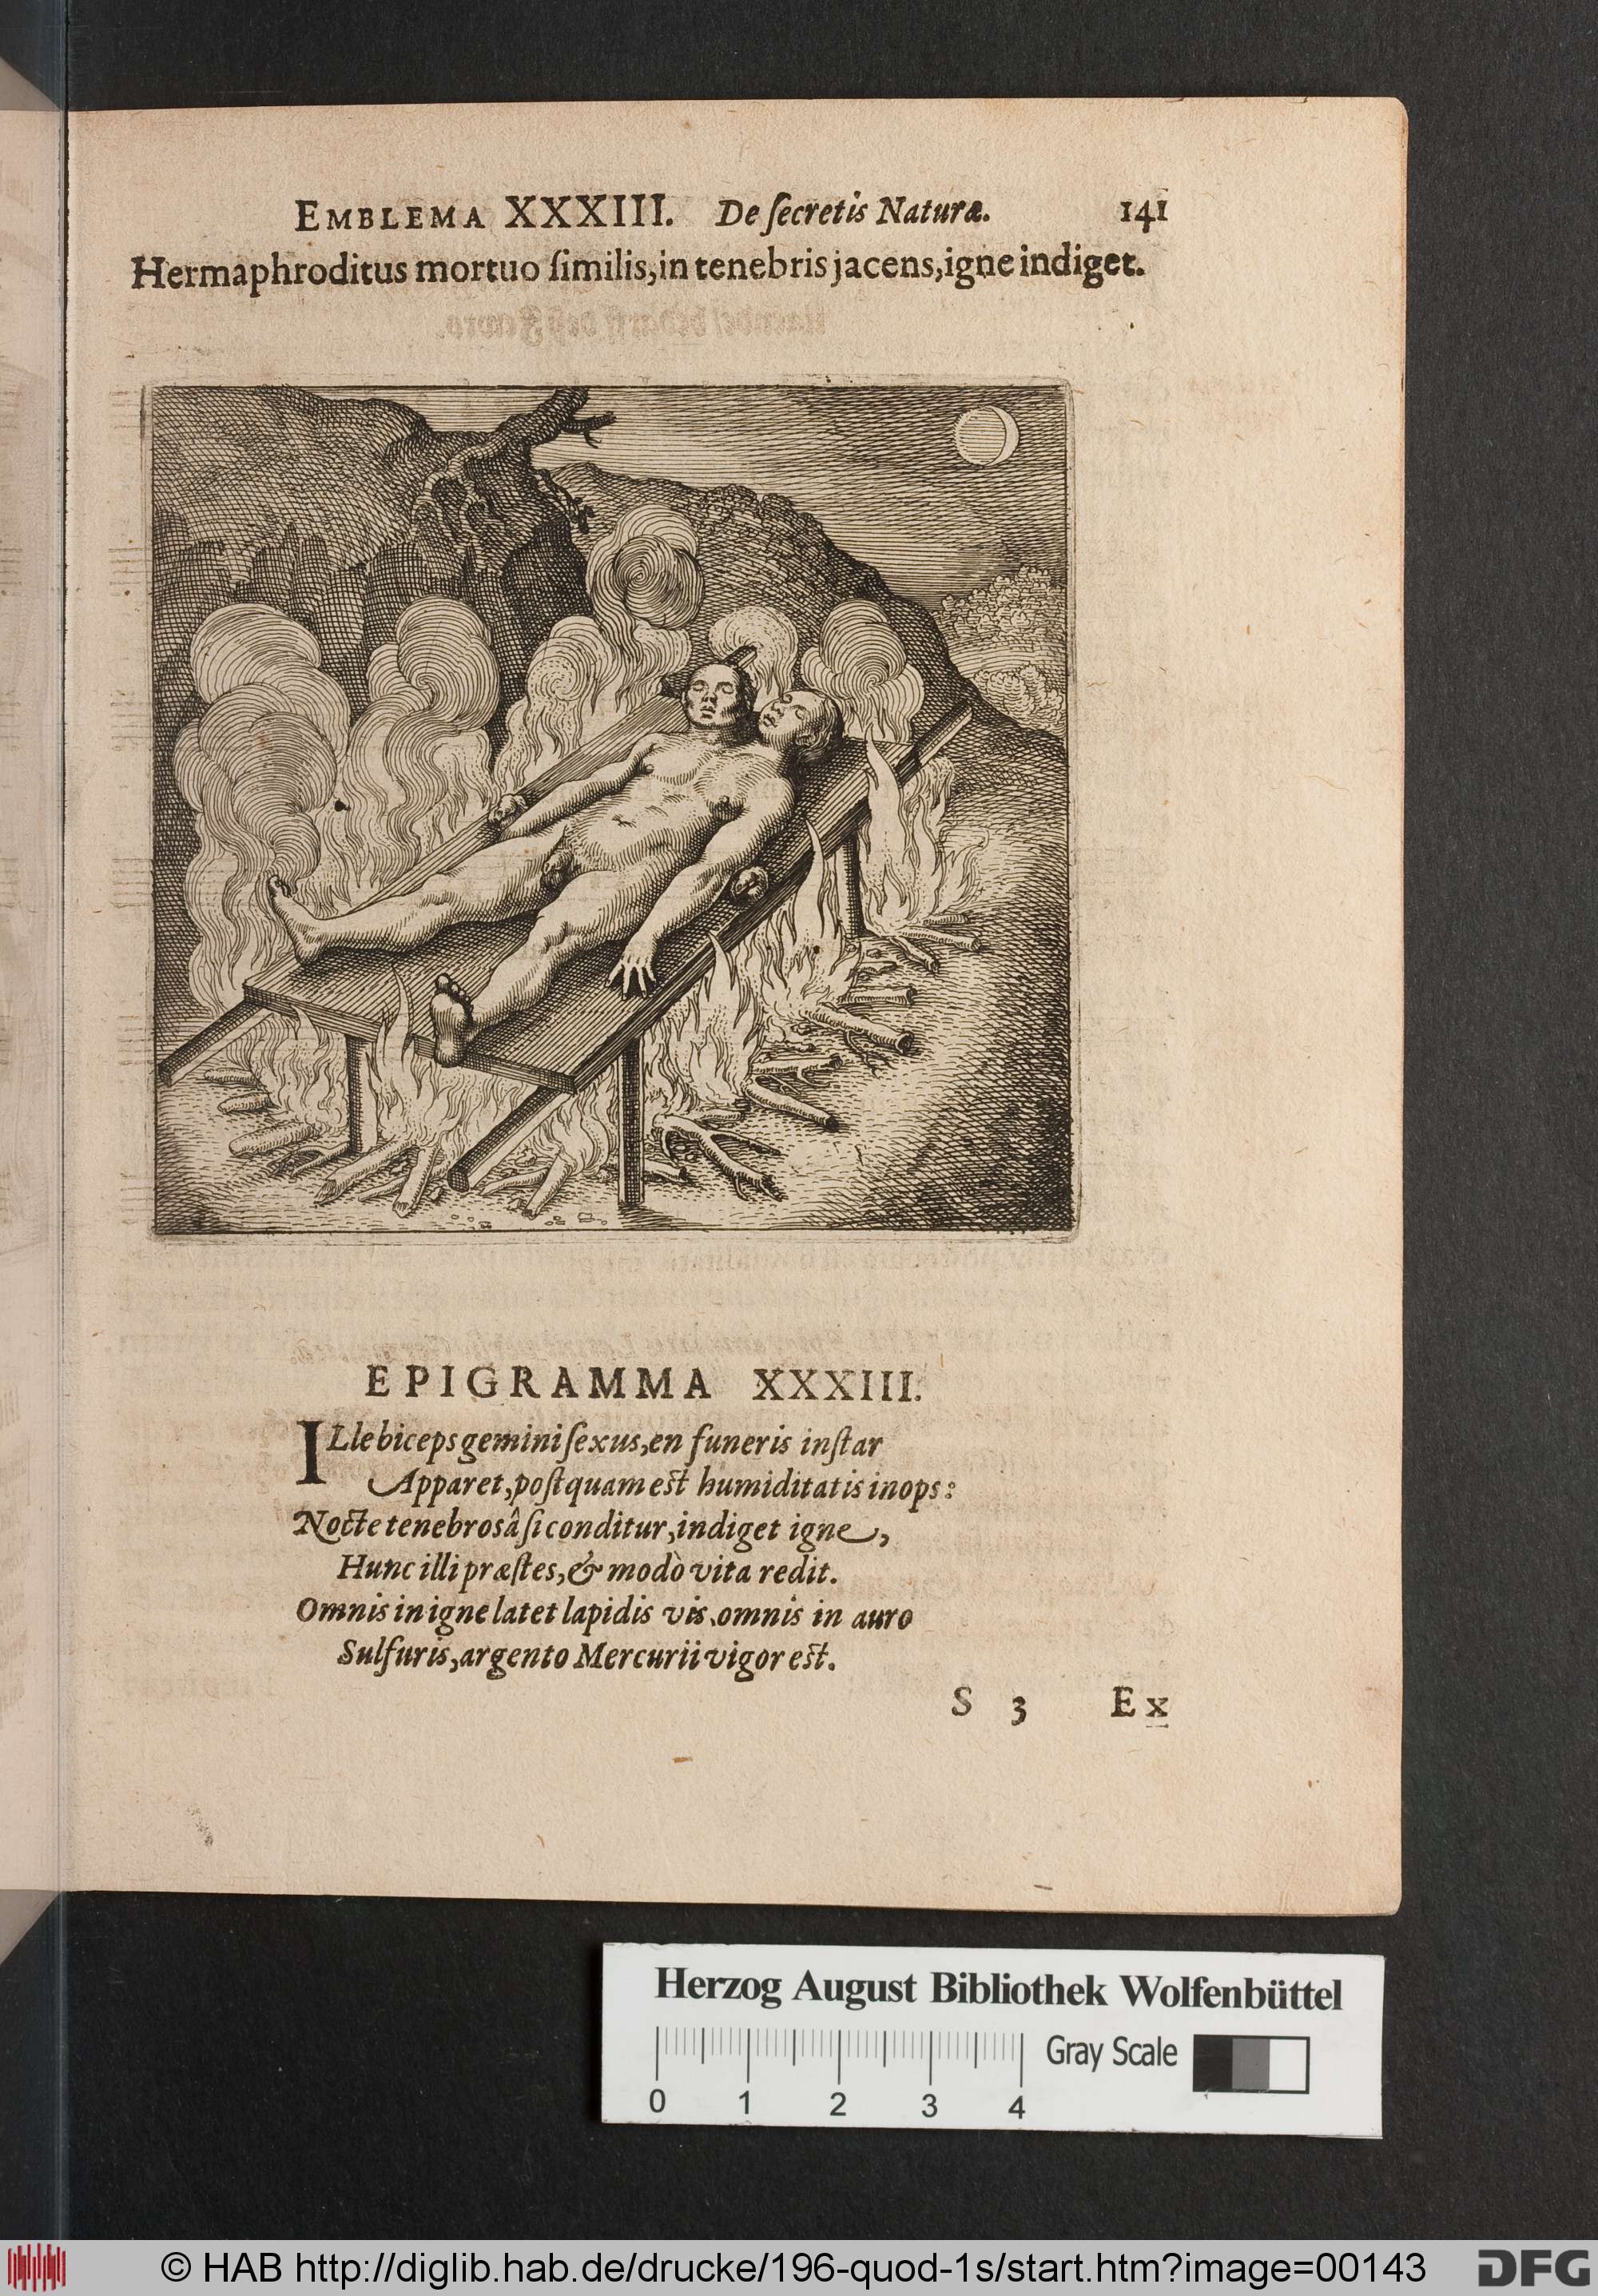 EMBLEMA XXXIII. De ſecretis Naturæ. 141
Hermaphroditus mortuo ſimilis, in tenebris jacens, igne indiget.
EPIGRAMMA XXXIII.
ILle biceps gemini ſexus, en funeris inſtar
Apparet, poſtquam est humiditatis inops:
Nocte tenebrosâ ſi conditur, indiget igne,
Hunc illi præſtes, & modò vita redit.
Omnis in igne latet lapidis vis, omnis in auro
Sulfuris, argento Mercurii vigor est.
S 3 Ex
Herzog August Bibliothek Wolfenbüttel
Gray Scale
0 1 2 3 4
© HAB http://diglib.hab.de/drucke/196-quod-1s/start.htm?image=00143 DFG